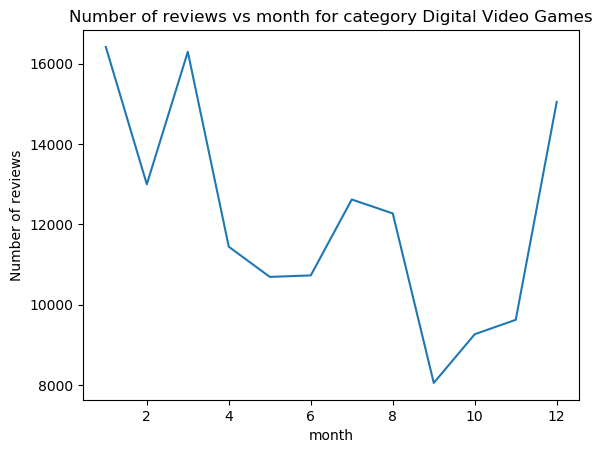 Number of reviews vs month for category Digital Video Games
Number of reviews
16000
14000
12000
10000
8000
2 4 6 8 10 12
month